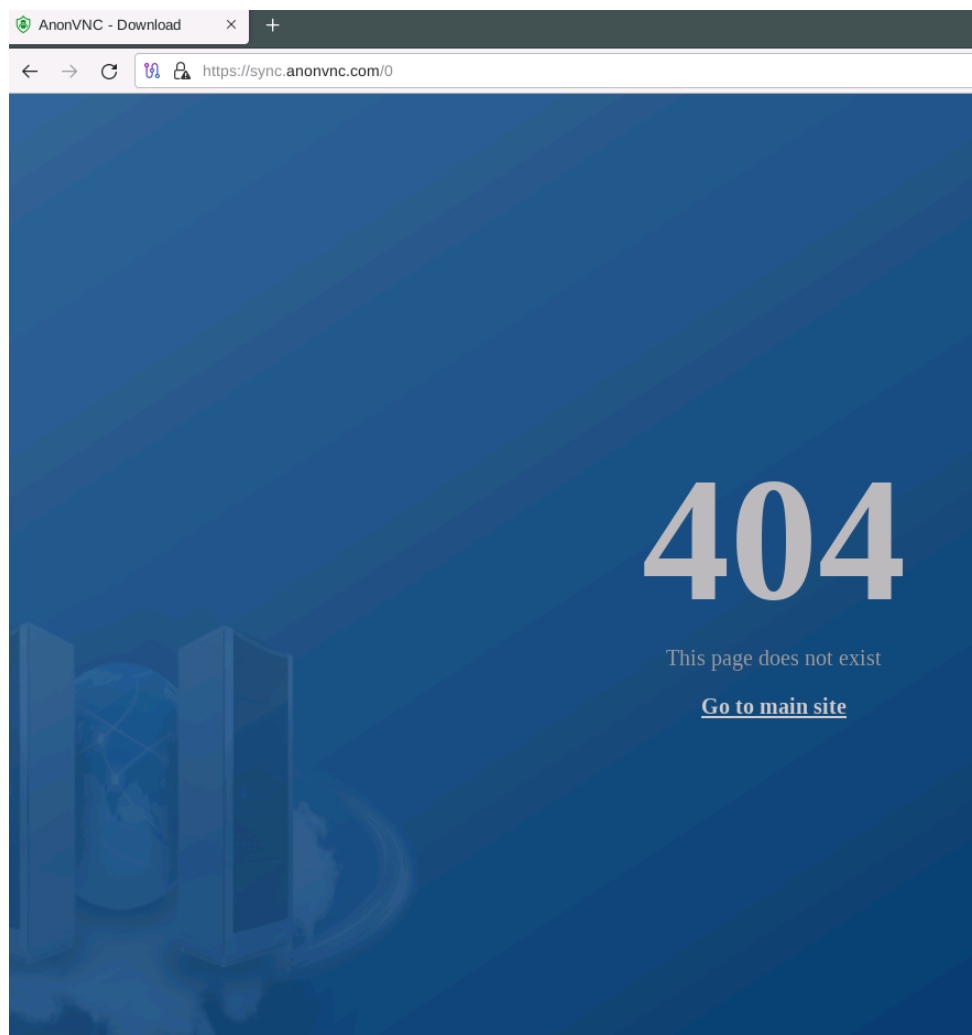 AnonVNC - Download
https://sync.anonvnc.com/0
404
This page does not exist
Go to main site